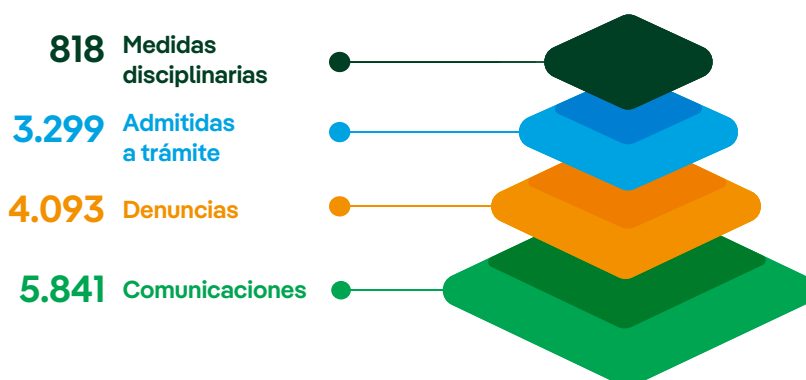 818 Medidas
disciplinarias
3.299 Admitidas
a trámite
4.093 Denuncias
5.841 Comunicaciones